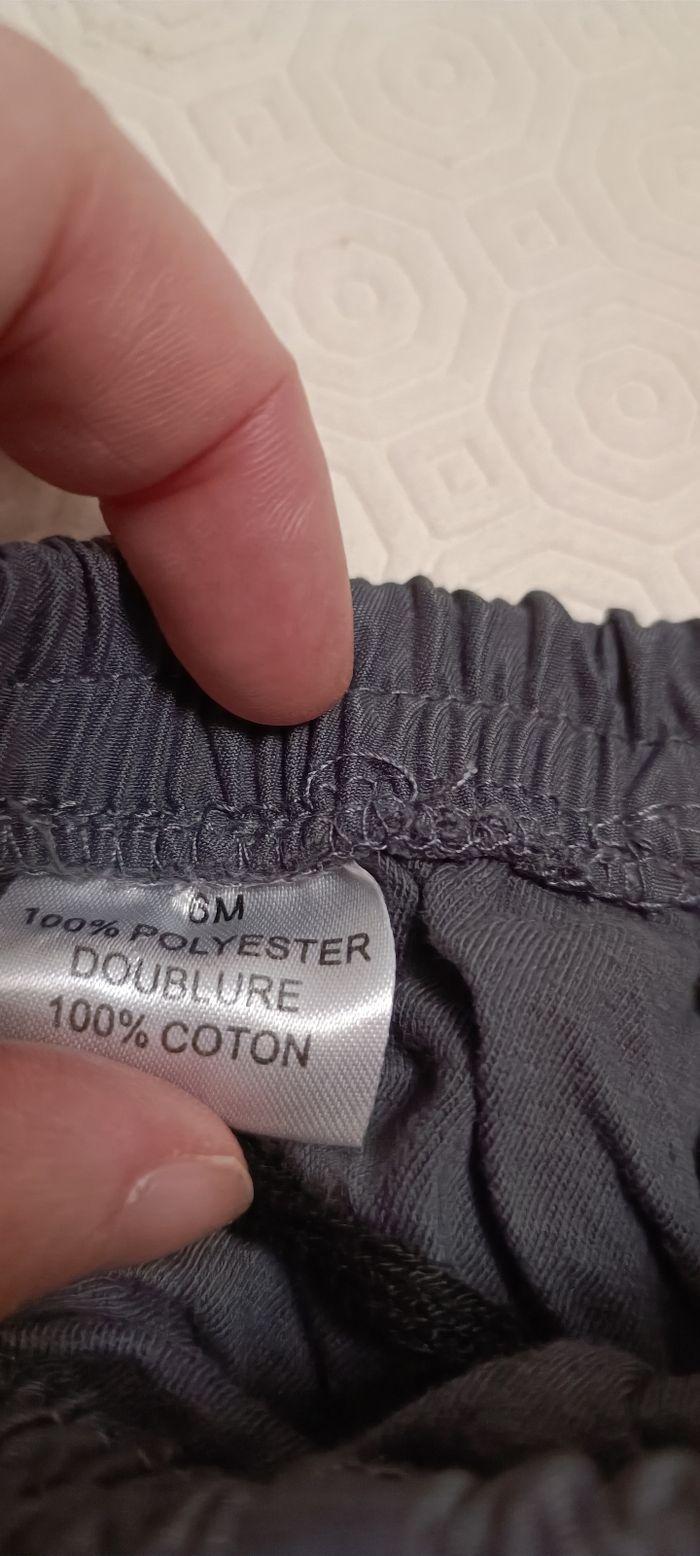 6M
100% POLYESTER
DOUBLURE
100% COTON